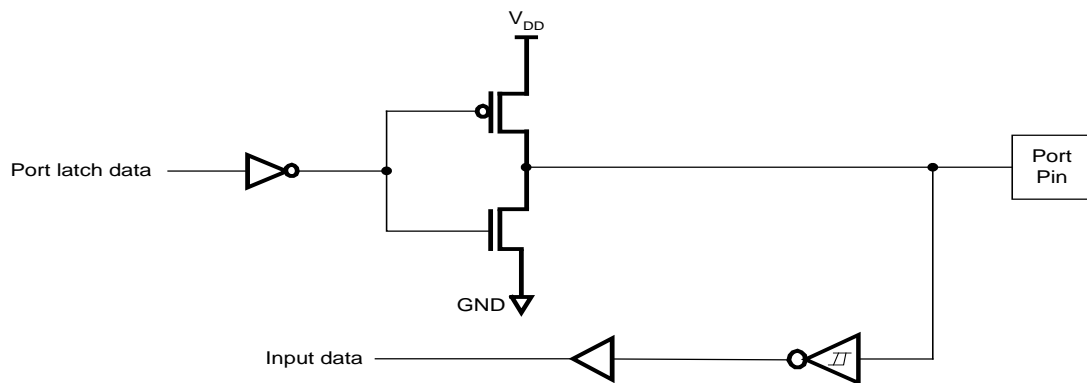 V_DD
Port latch data
Port
Pin
GND
Input data